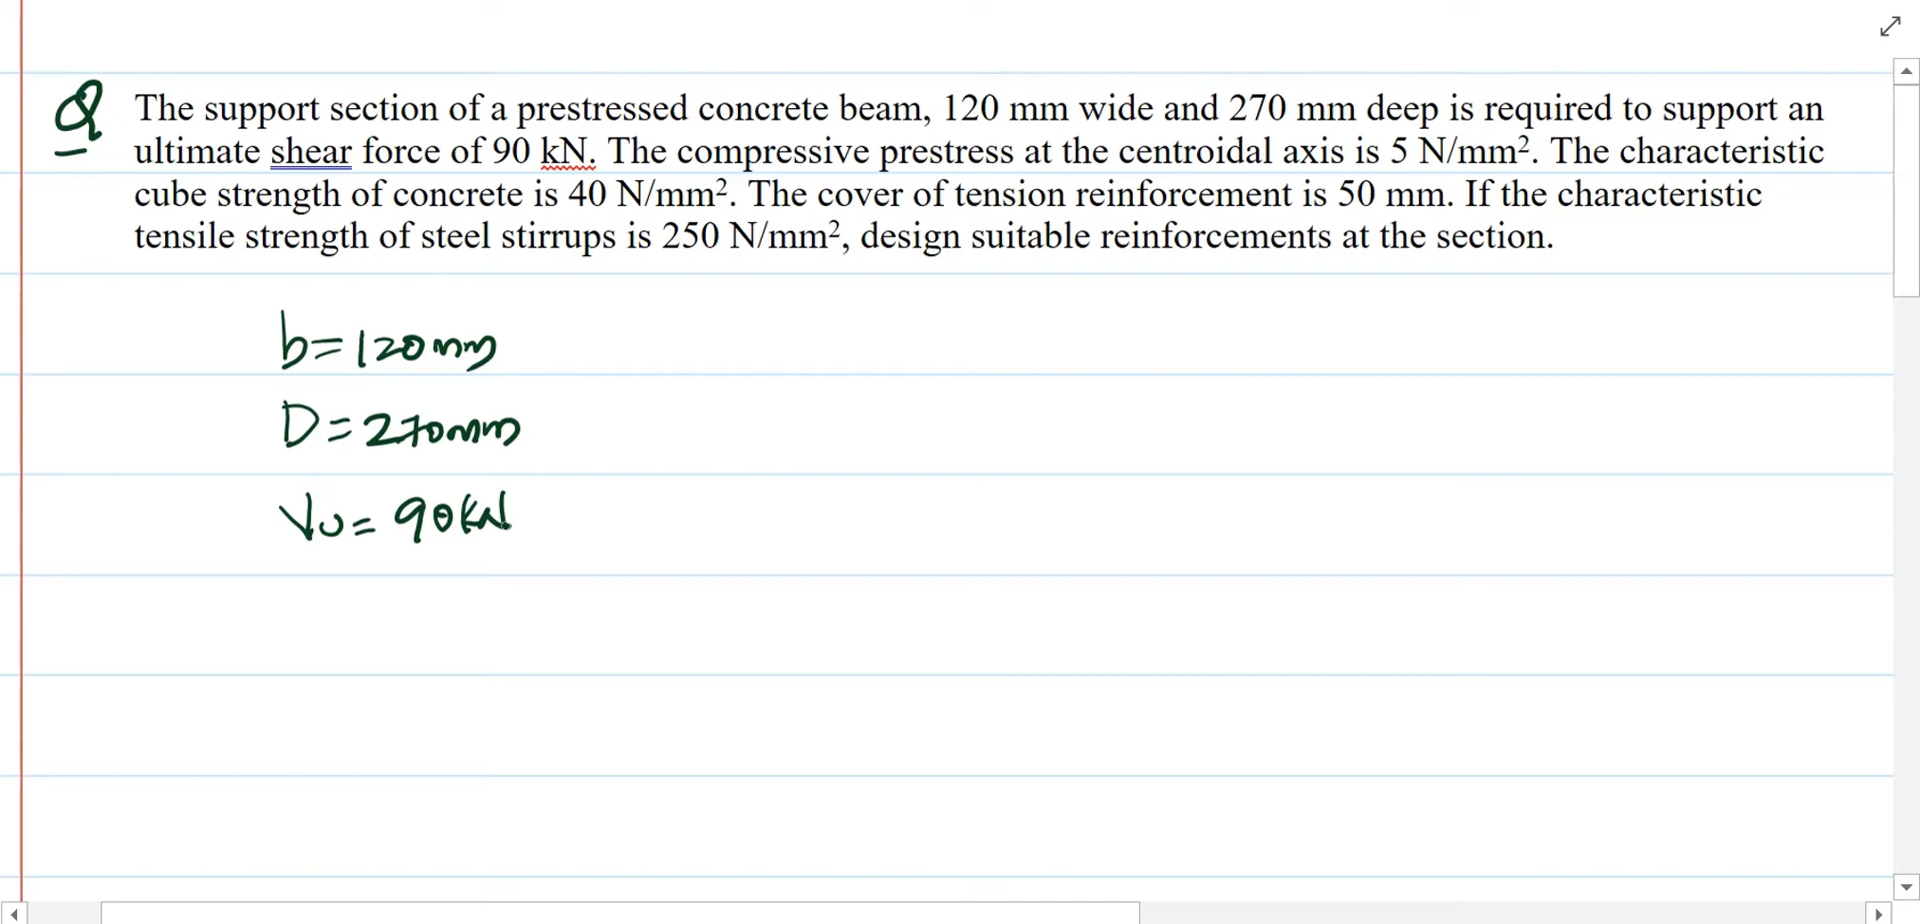 Q The support section of a prestressed concrete beam, 120 mm wide and 270 mm deep is required to support an
ultimate shear force of 90 kN. The compressive prestress at the centroidal axis is 5 N/mm². The characteristic
cube strength of concrete is 40 N/mm². The cover of tension reinforcement is 50 mm. If the characteristic
tensile strength of steel stirrups is 250 N/mm², design suitable reinforcements at the section.
b=120mm
D=270mm
Vu=90kN